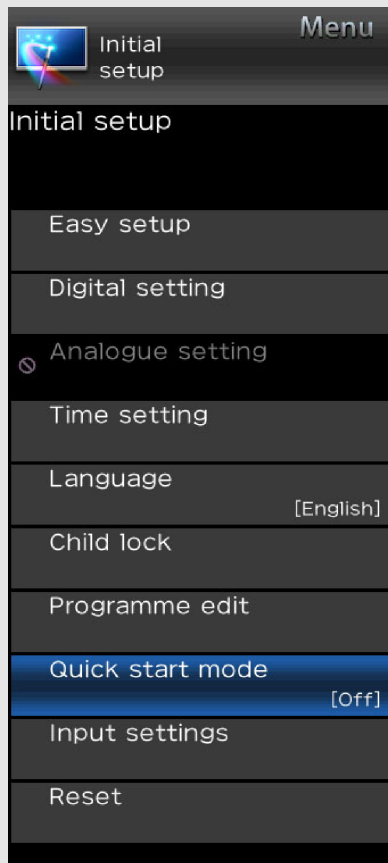 Menu
Initial
setup
Initial setup
Easy setup
Digital setting
Analogue setting
Time setting
Language
[English]
Child lock
Programme edit
Quick start mode
[Off]
Input settings
Reset